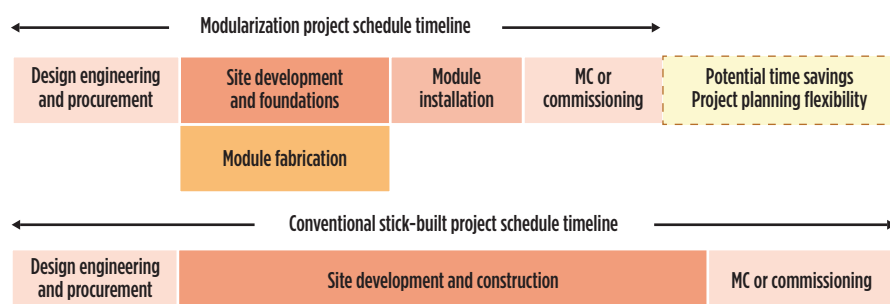 Modularization project schedule timeline
Design engineering
and procurement
Site development
and foundations
Module
installation
MC or
commissioning
Potential time savings
Project planning flexibility
Module fabrication
Conventional stick-built project schedule timeline
Design engineering
and procurement
Site development and construction
MC or commissioning